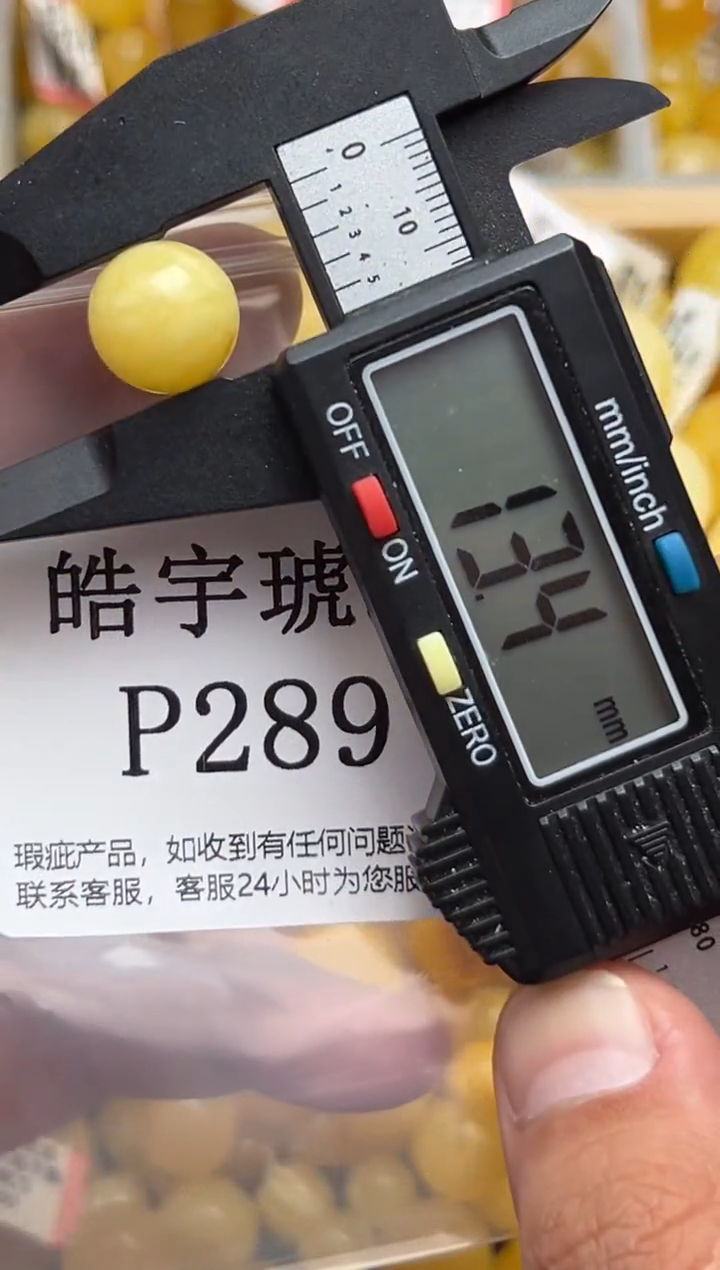 0
10
1 2 3 4 5
OFF
ON
ZERO
mm/inch
13.4
mm
皓宇琥
P289
瑕疵产品，如收到有任何问题
联系客服，客服24小时为您服
80